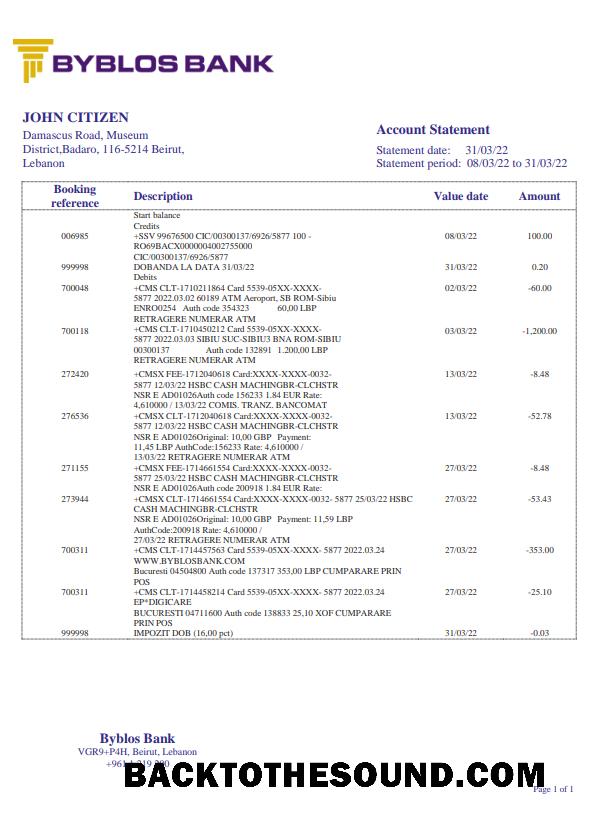 BYBLOS BANK
JOHN CITIZEN
Damascus Road, Museum
District,Badaro, 116-5214 Beirut,
Lebanon
Account Statement
Statement date: 31/03/22
Statement period: 08/03/22 to 31/03/22
Booking reference Description Value date Amount
Start balance
Credits
006985 +SSV 99676500 CIC/00300137/6926/5877 100 - 08/03/22 100.00
RO69BACX0000004002755000
CIC/00300137/6926/5877
999998 DOBANDA LA DATA 31/03/22 31/03/22 0.20
Debits
700048 +CMS CLT-1710211864 Card 5539-05XX-XXXX- 02/03/22 -60.00
5877 2022.03.02 60189 ATM Aeroport, SB ROM-Sibiu
ENRO0254 Auth code 354323 60,00 LBP
RETRAGERE NUMERAR ATM
700118 +CMS CLT-1710450212 Card 5539-05XX-XXXX- 03/03/22 -1,200.00
5877 2022.03.03 SIBIU SUC-SIBIU3 BNA ROM-SIBIU
00300137 Auth code 132891 1.200,00 LBP
RETRAGERE NUMERAR ATM
272420 +CMSX FEE-1712040618 Card:XXXX-XXXX-0032- 13/03/22 -8.48
5877 12/03/22 HSBC CASH MACHINGBR-CLCHSTR
NSR E AD01026Auth code 156233 1.84 EUR Rate:
4,610000 / 13/03/22 COMIS. TRANZ. BANCOMAT
276536 +CMSX CLT-1712040618 Card:XXXX-XXXX-0032- 13/03/22 -52.78
5877 12/03/22 HSBC CASH MACHINGBR-CLCHSTR
NSR E AD01026Original: 10,00 GBP Payment:
11,45 LBP AuthCode:156233 Rate: 4,610000 /
13/03/22 RETRAGERE NUMERAR ATM
271155 +CMSX FEE-1714661554 Card:XXXX-XXXX-0032- 27/03/22 -8.48
5877 25/03/22 HSBC CASH MACHINGBR-CLCHSTR
NSR E AD01026Auth code 200918 1.84 EUR Rate:
273944 +CMSX CLT-1714661554 Card:XXXX-XXXX-0032- 5877 25/03/22 HSBC 27/03/22 -53.43
CASH MACHINGBR-CLCHSTR
NSR E AD01026Original: 10,00 GBP Payment: 11,59 LBP
AuthCode:200918 Rate: 4,610000 /
27/03/22 RETRAGERE NUMERAR ATM
700311 +CMS CLT-1714457563 Card 5539-05XX-XXXX- 5877 2022.03.24 27/03/22 -353.00
WWW.BYBLOSBANK.COM
Bucuresti 04504800 Auth code 137317 353,00 LBP CUMPARARE PRIN
POS
700311 +CMS CLT-1714458214 Card 5539-05XX-XXXX- 5877 2022.03.24 27/03/22 -25.10
EP*DIGICARE
BUCURESTI 04711600 Auth code 138833 25,10 XOF CUMPARARE
PRIN POS
999998 IMPOZIT DOB (16,00 pct) 31/03/22 -0.03
Byblos Bank
VGR9+P4H, Beirut, Lebanon
BACKTOTHESOUND.COM
Page 1 of 1